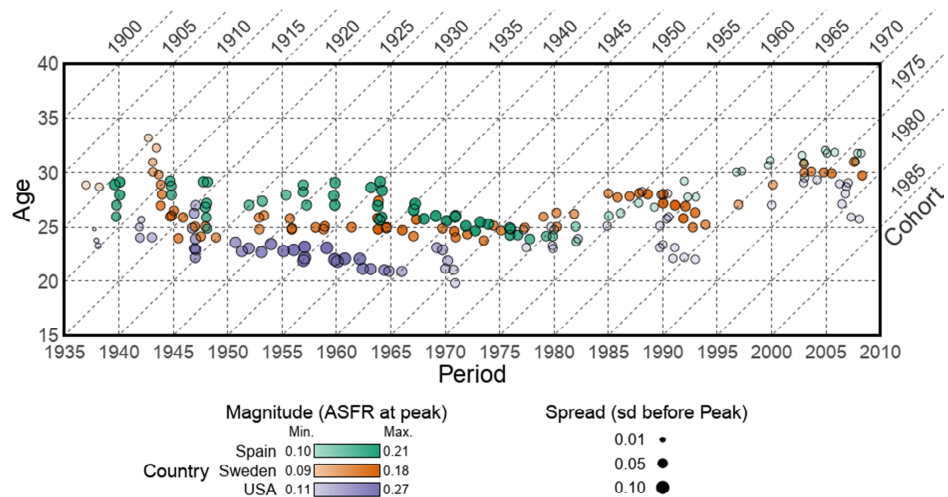 1900 1905 1910 1915 1920 1925 1930 1935 1940 1945 1950 1955 1960 1965 1970
1975
1980
1985
Cohort
40
35
30
25
20
15
Age
1935 1940 1945 1950 1955 1960 1965 1970 1975 1980 1985 1990 1995 2000 2005 2010
Period
Magnitude (ASFR at peak)
Min. Max.
Country
Spain 0.10 0.21
Sweden 0.09 0.18
USA 0.11 0.27
Spread (sd before Peak)
0.01
0.05
0.10